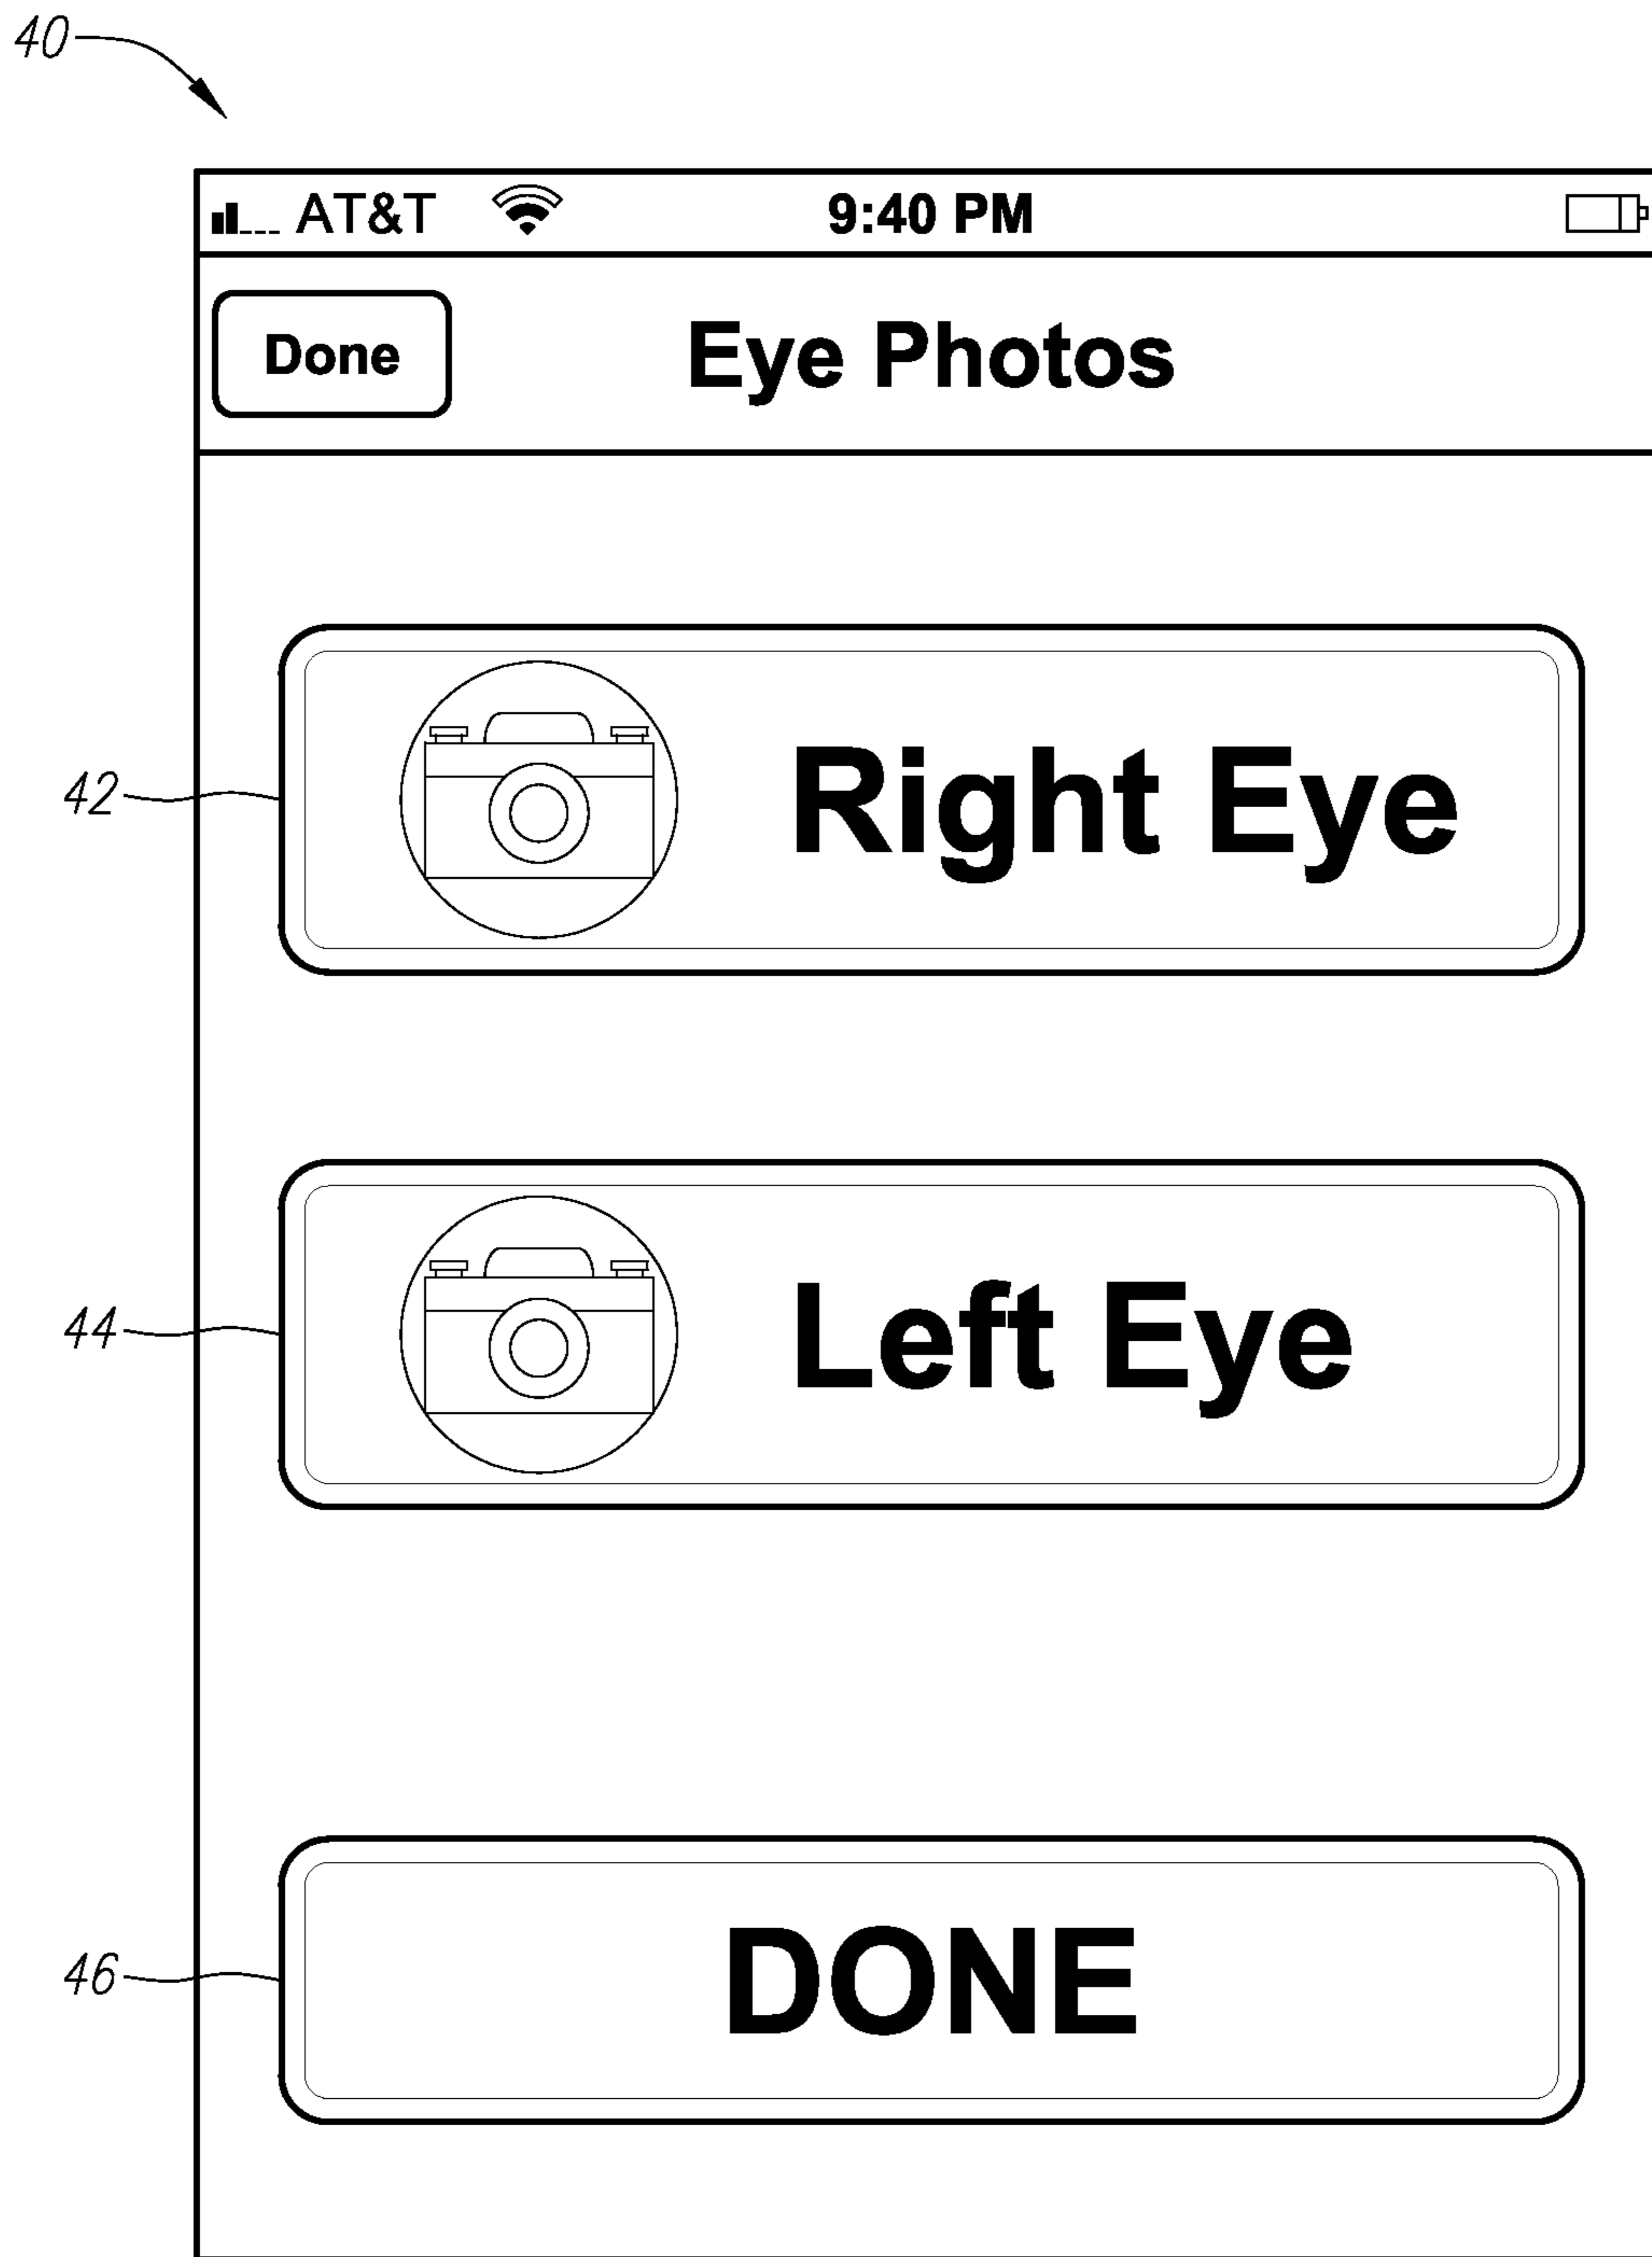 40
AT&T 9:40 PM
Done Eye Photos
42 Right Eye
44 Left Eye
46 DONE